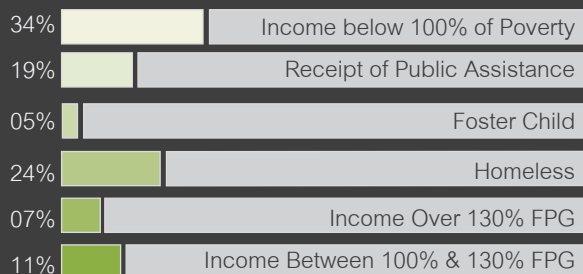 34% Income below 100% of Poverty
19% Receipt of Public Assistance
05% Foster Child
24% Homeless
07% Income Over 130% FPG
11% Income Between 100% & 130% FPG